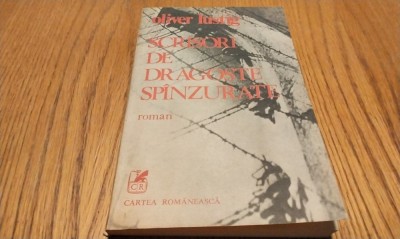 oliver lustig
SCRISORI
DE
DRAGOSTE
SPÎNZURATE
roman
CR
CARTEA ROMÂNEASCĂ